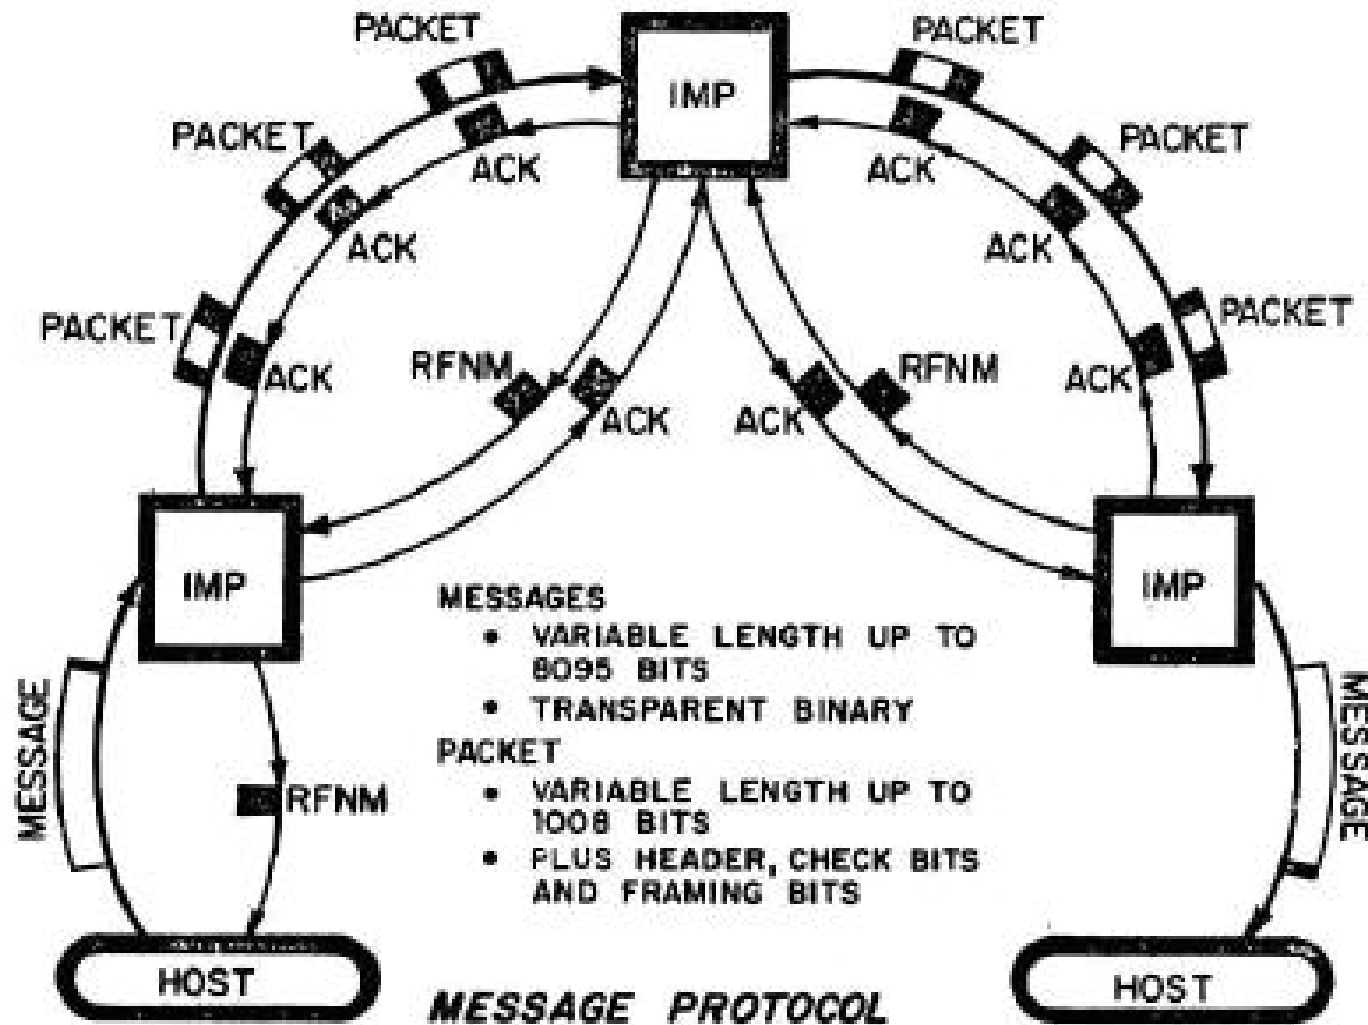 PACKET
PACKET
IMP
PACKET
PACKET
ACK
ACK
ACK
ACK
PACKET
PACKET
RFNM
RFNM
ACK
ACK
ACK
ACK
IMP
IMP
MESSAGES
• VARIABLE LENGTH UP TO
8095 BITS
• TRANSPARENT BINARY
PACKET
• VARIABLE LENGTH UP TO
1008 BITS
• PLUS HEADER, CHECK BITS
AND FRAMING BITS
MESSAGE
RFNM
MESSAGE
HOST
HOST
MESSAGE PROTOCOL